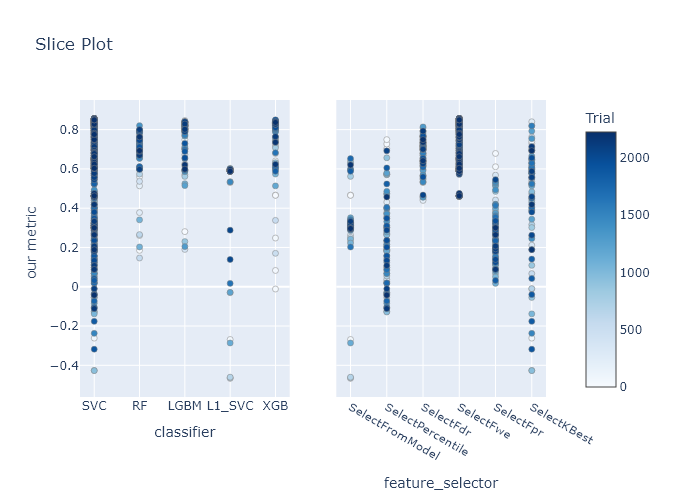 Slice Plot
our metric
0.8
0.6
0.4
0.2
0
−0.2
−0.4
SVC
RF
LGBM
L1_SVC
XGB
classifier
SelectFromModel
SelectPercentile
SelectFdr
SelectFwe
SelectFpr
SelectKBest
feature_selector
Trial
2000
1500
1000
500
0